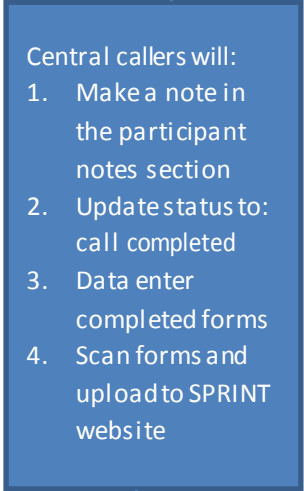 Central callers will:
1. Make a note in
the participant
notes section
2. Update status to:
call completed
3. Data enter
completed forms
4. Scan forms and
upload to SPRINT
website